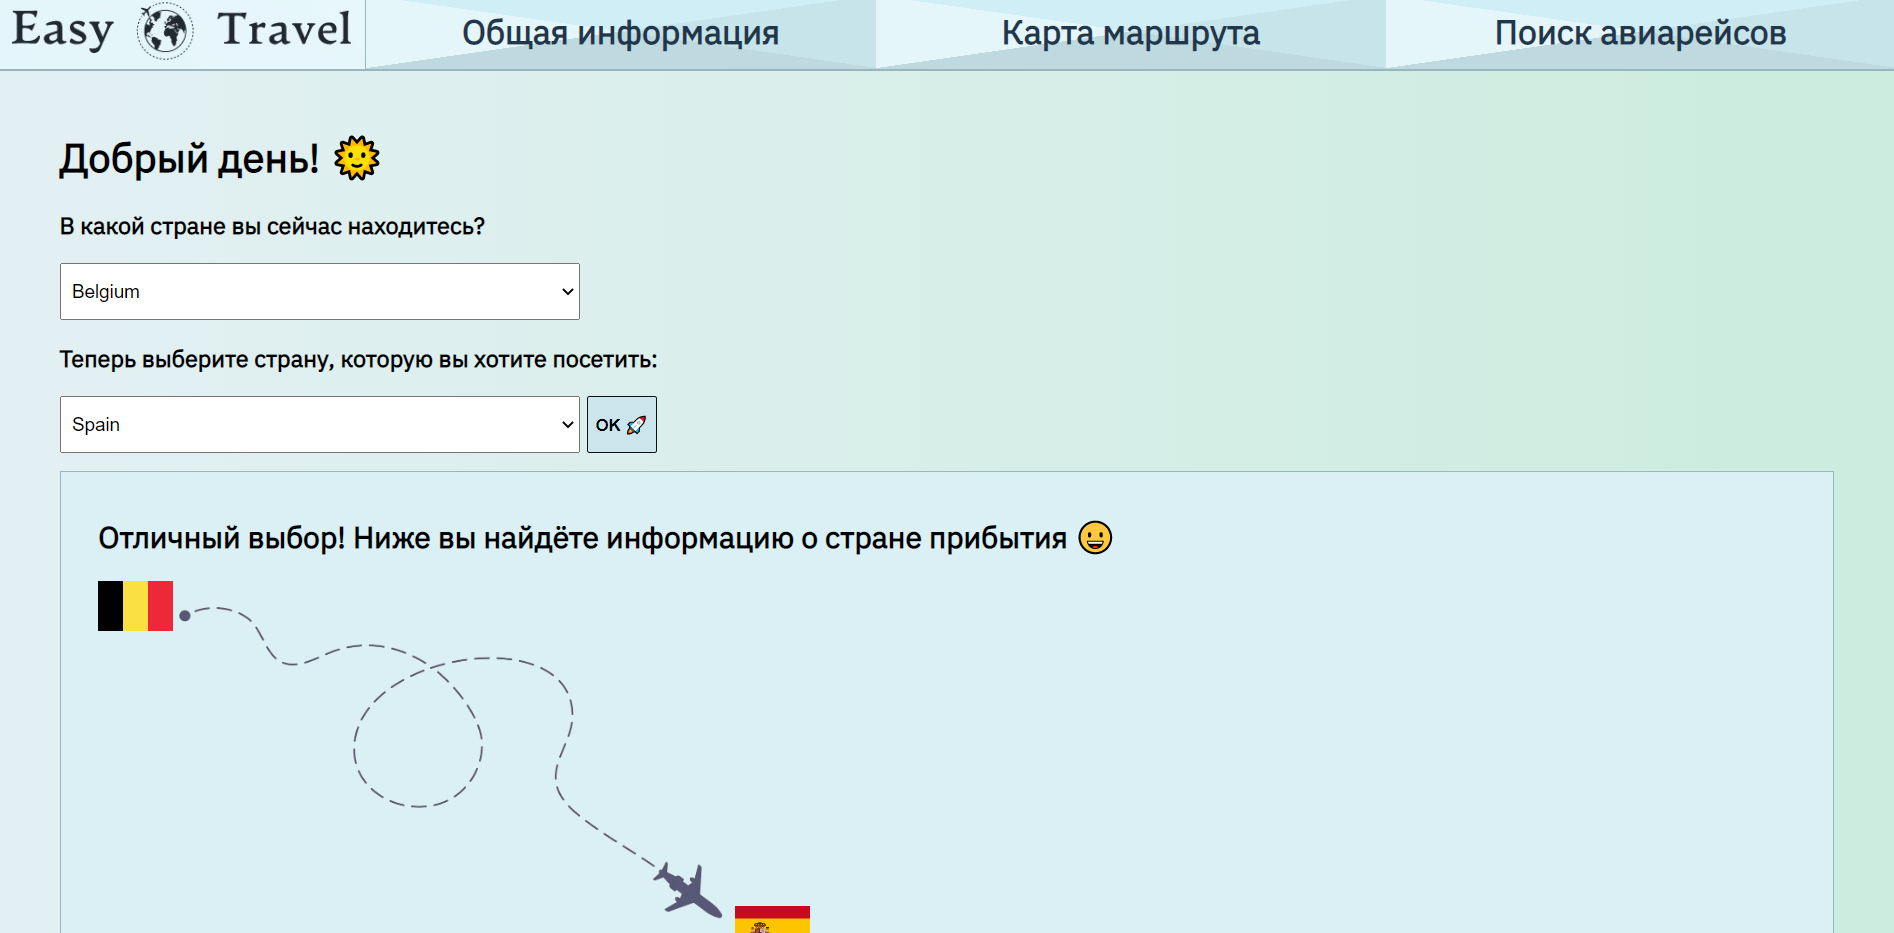 Easy Travel
Общая информация
Карта маршрута
Поиск авиарейсов
Добрый день!
В какой стране вы сейчас находитесь?
Belgium
Теперь выберите страну, которую вы хотите посетить:
Spain
OK
Отличный выбор! Ниже вы найдёте информацию о стране прибытия